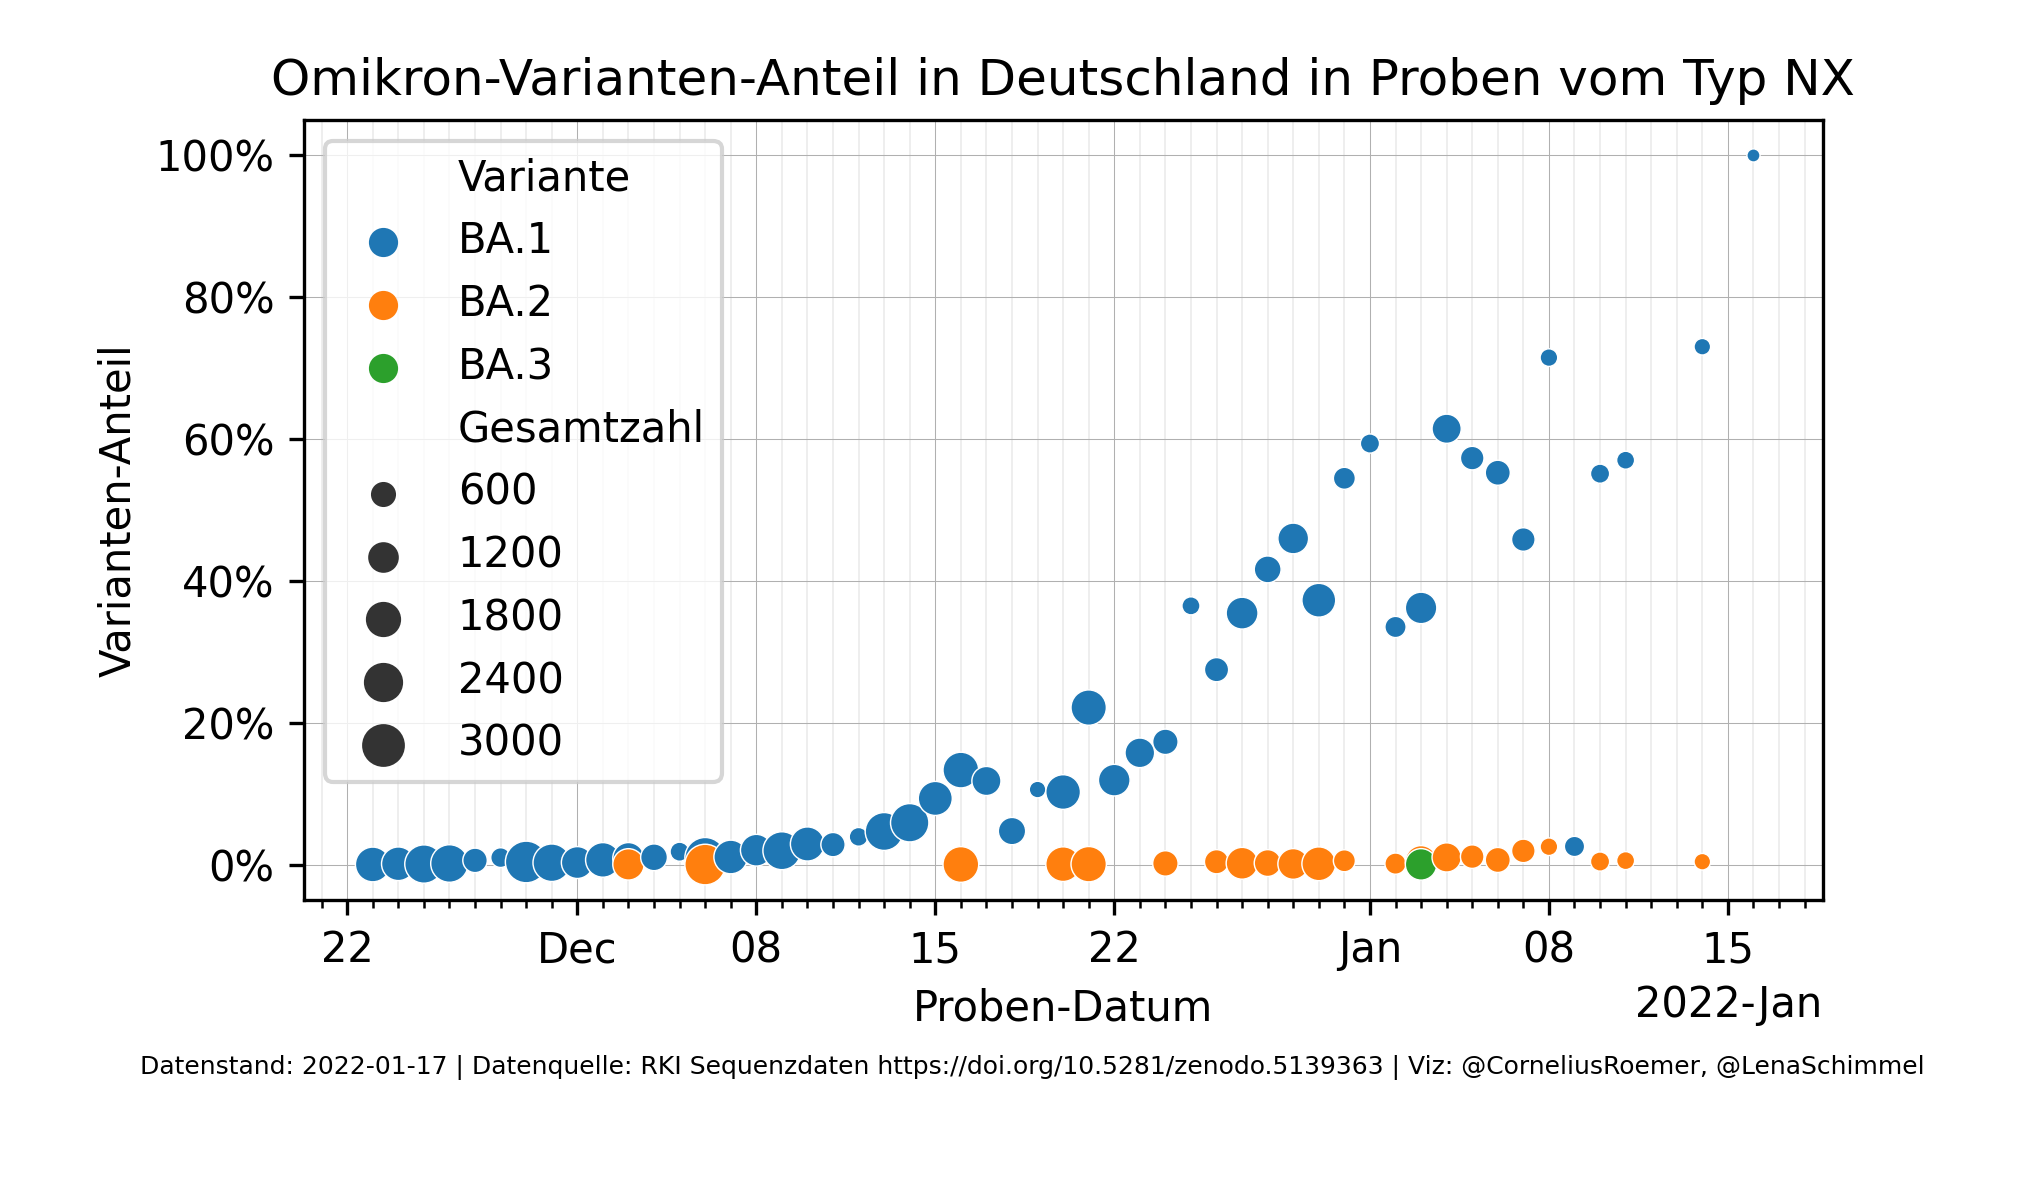 Omikron-Varianten-Anteil in Deutschland in Proben vom Typ NX
Varianten-Anteil
100%
80%
60%
40%
20%
0%
Variante
BA.1
BA.2
BA.3
Gesamtzahl
600
1200
1800
2400
3000
22 Dec 08 15 22 Jan 08 15
2022-Jan
Proben-Datum
Datenstand: 2022-01-17 | Datenquelle: RKI Sequenzdaten https://doi.org/10.5281/zenodo.5139363 | Viz: @CorneliusRoemer, @LenaSchimmel